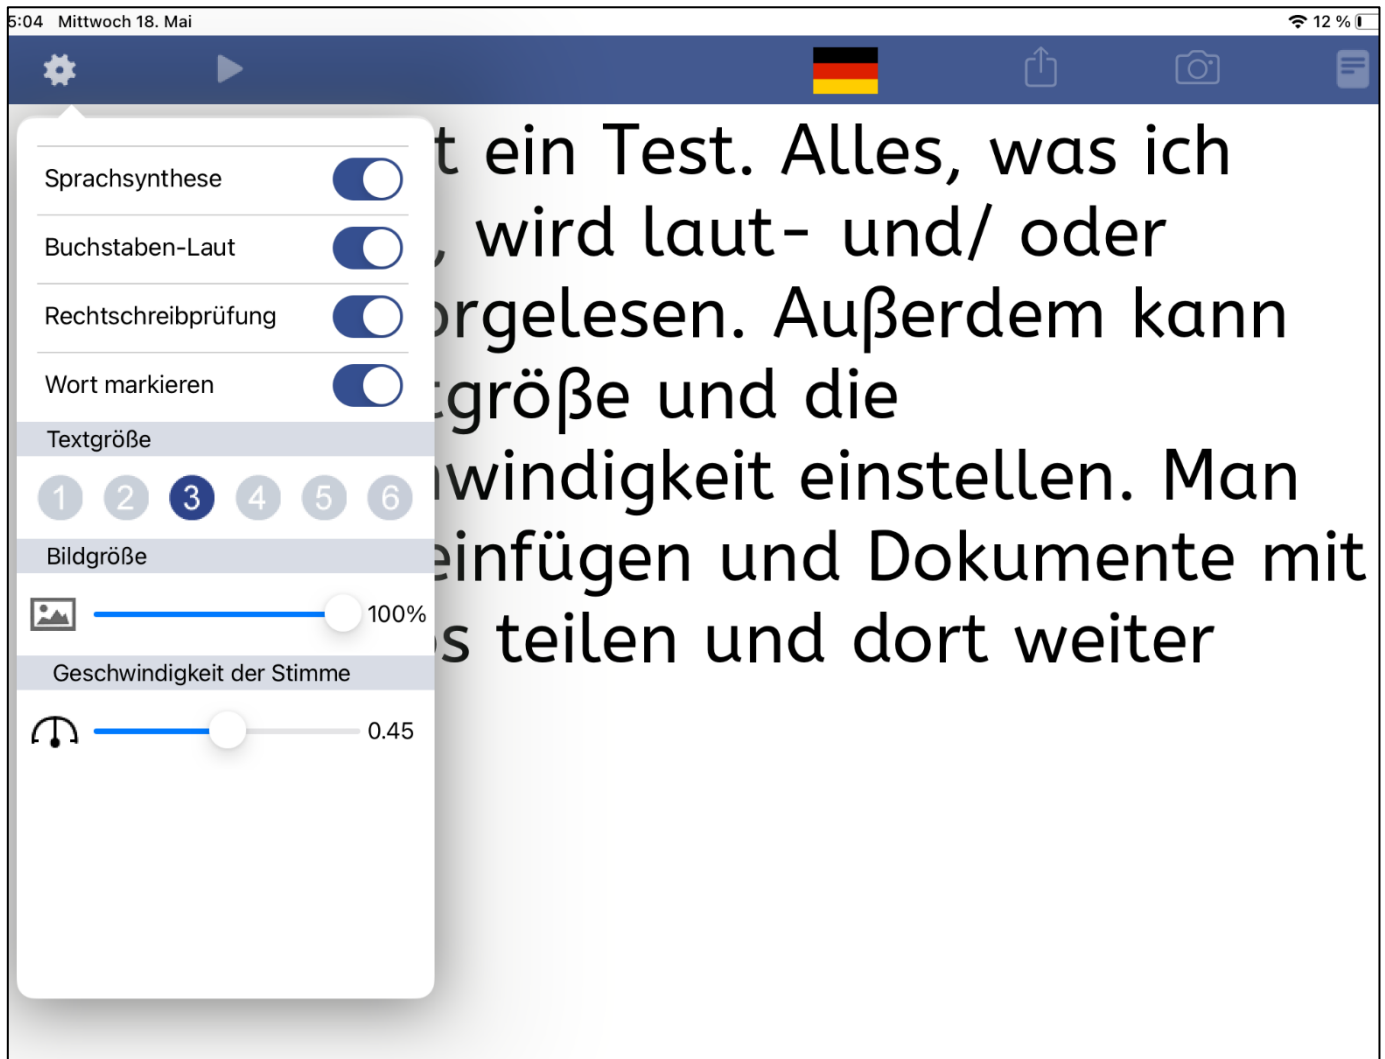 5:04 Mittwoch 18. Mai 12 %
Sprachsynthese
Buchstaben-Laut
Rechtschreibprüfung
Wort markieren
Textgröße
1 2 3 4 5 6
Bildgröße
100%
Geschwindigkeit der Stimme
0.45
t ein Test. Alles, was ich
, wird laut- und/ oder
orgelesen. Außerdem kann
tgröße und die
windigkeit einstellen. Man
einfügen und Dokumente mit
s teilen und dort weiter